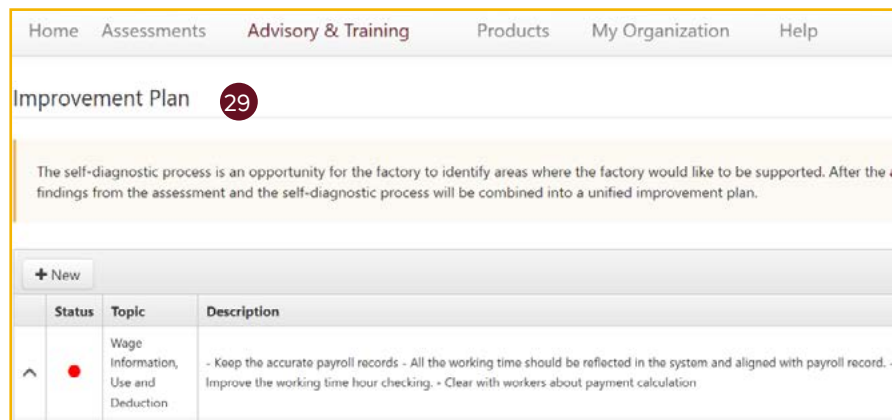 Home Assessments Advisory & Training Products My Organization Help
Improvement Plan 29
The self-diagnostic process is an opportunity for the factory to identify areas where the factory would like to be supported. After the a
findings from the assessment and the self-diagnostic process will be combined into a unified improvement plan.
+ New
Status Topic Description
Wage
Information,
Use and
Deduction
- Keep the accurate payroll records - All the working time should be reflected in the system and aligned with payroll record. -
Improve the working time hour checking. - Clear with workers about payment calculation